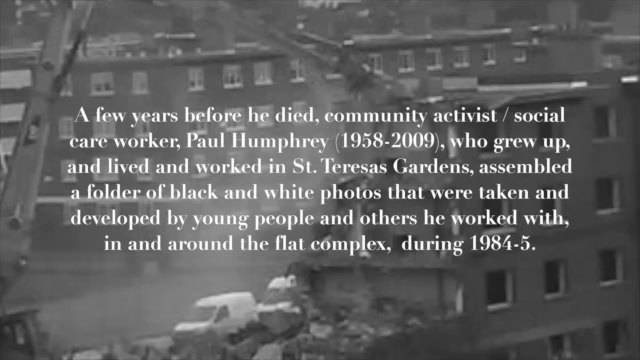 A few years before he died, community activist / social
care worker, Paul Humphrey (1958-2009), who grew up,
and lived and worked in St. Teresas Gardens, assembled
a folder of black and white photos that were taken and
developed by young people and others he worked with,
in and around the flat complex, during 1984-5.